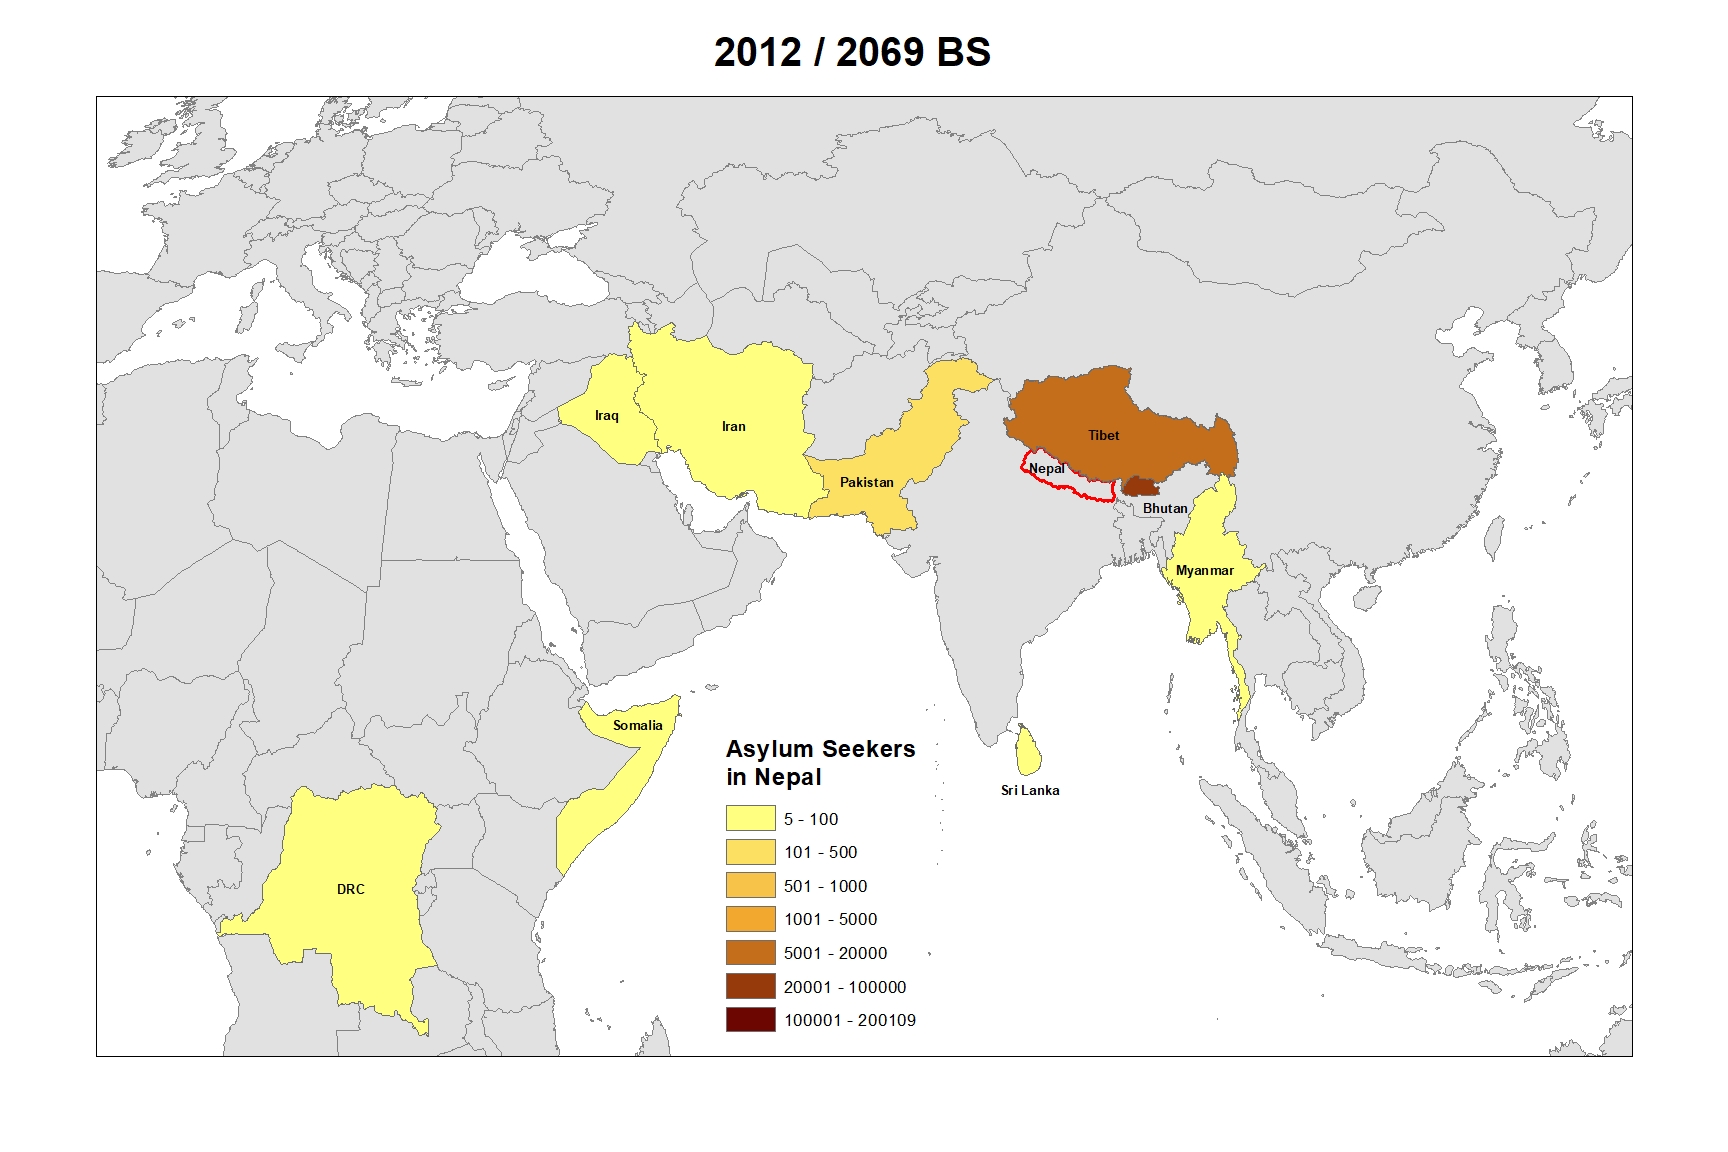 2012 / 2069 BS
Iraq
Iran
Tibet
Nepal
Pakistan
Bhutan
Myanmar
Somalia
Sri Lanka
DRC
Asylum Seekers
in Nepal
5 - 100
101 - 500
501 - 1000
1001 - 5000
5001 - 20000
20001 - 100000
100001 - 200109